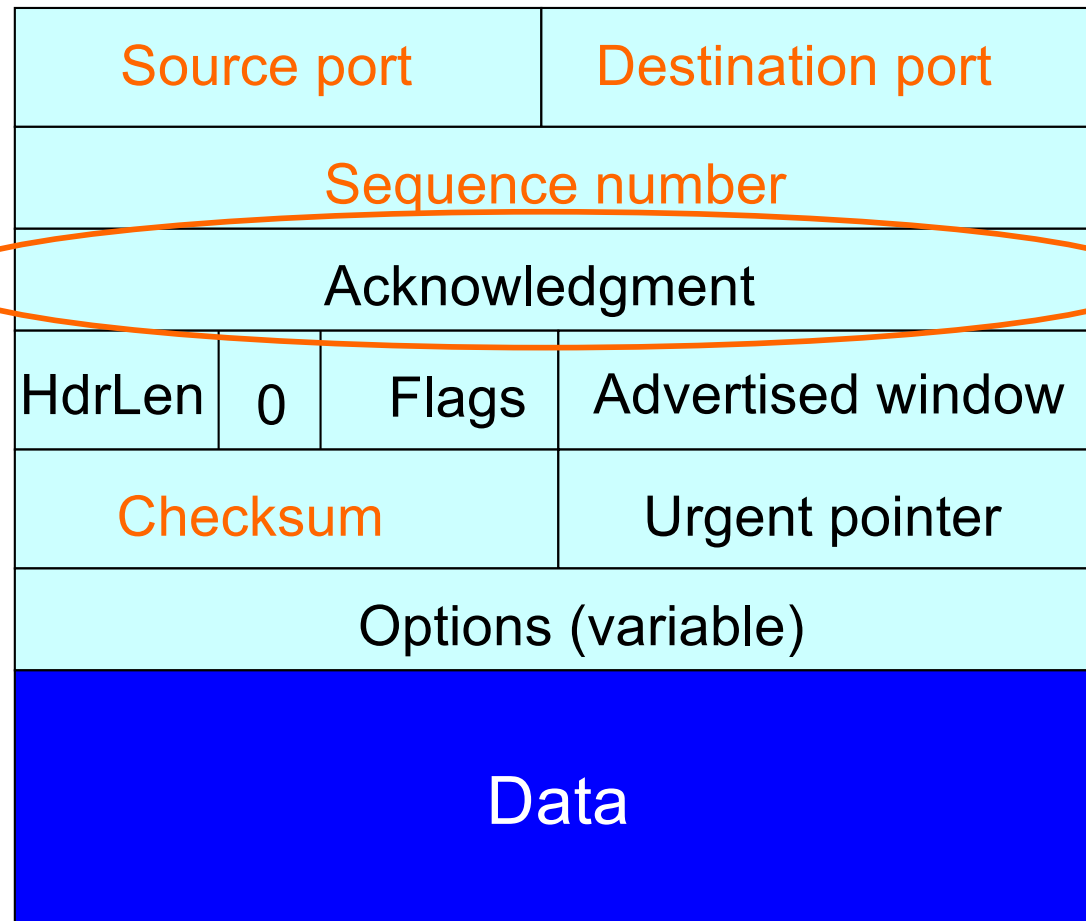 Source port Destination port
Sequence number
Acknowledgment
HdrLen 0 Flags Advertised window
Checksum Urgent pointer
Options (variable)
Data